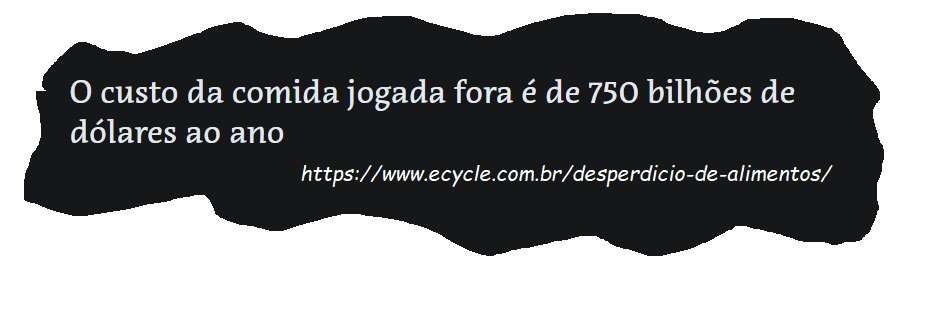 O custo da comida jogada fora é de 750 bilhões de
dólares ao ano
https://www.ecycle.com.br/desperdicio-de-alimentos/